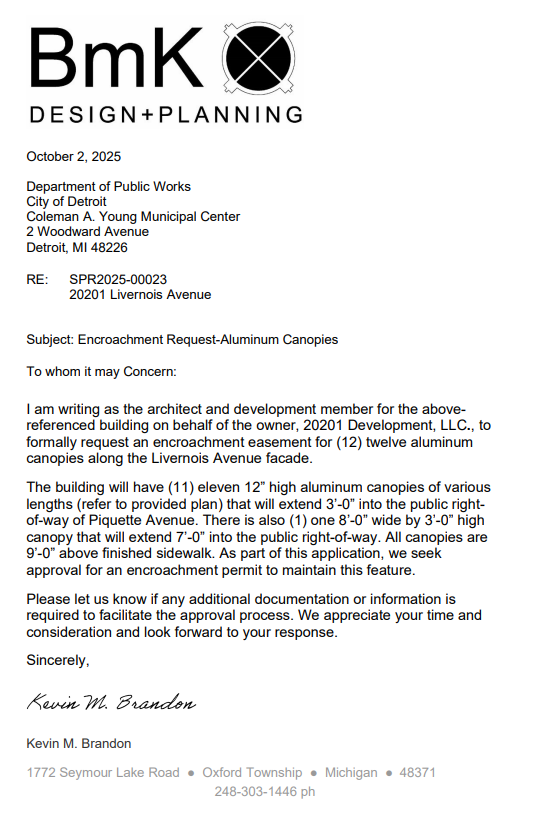 BmK
DESIGN+PLANNING
October 2, 2025
Department of Public Works
City of Detroit
Coleman A. Young Municipal Center
2 Woodward Avenue
Detroit, MI 48226
RE: SPR2025-00023
20201 Livernois Avenue
Subject: Encroachment Request-Aluminum Canopies
To whom it may Concern:
I am writing as the architect and development member for the above-
referenced building on behalf of the owner, 20201 Development, LLC., to
formally request an encroachment easement for (12) twelve aluminum
canopies along the Livernois Avenue facade.
The building will have (11) eleven 12” high aluminum canopies of various
lengths (refer to provided plan) that will extend 3’-0” into the public right-
of-way of Piquette Avenue. There is also (1) one 8’-0” wide by 3’-0” high
canopy that will extend 7’-0” into the public right-of-way. All canopies are
9’-0” above finished sidewalk. As part of this application, we seek
approval for an encroachment permit to maintain this feature.
Please let us know if any additional documentation or information is
required to facilitate the approval process. We appreciate your time and
consideration and look forward to your response.
Sincerely,
Kevin M. Brandon
Kevin M. Brandon
1772 Seymour Lake Road ● Oxford Township ● Michigan ● 48371
248-303-1446 ph